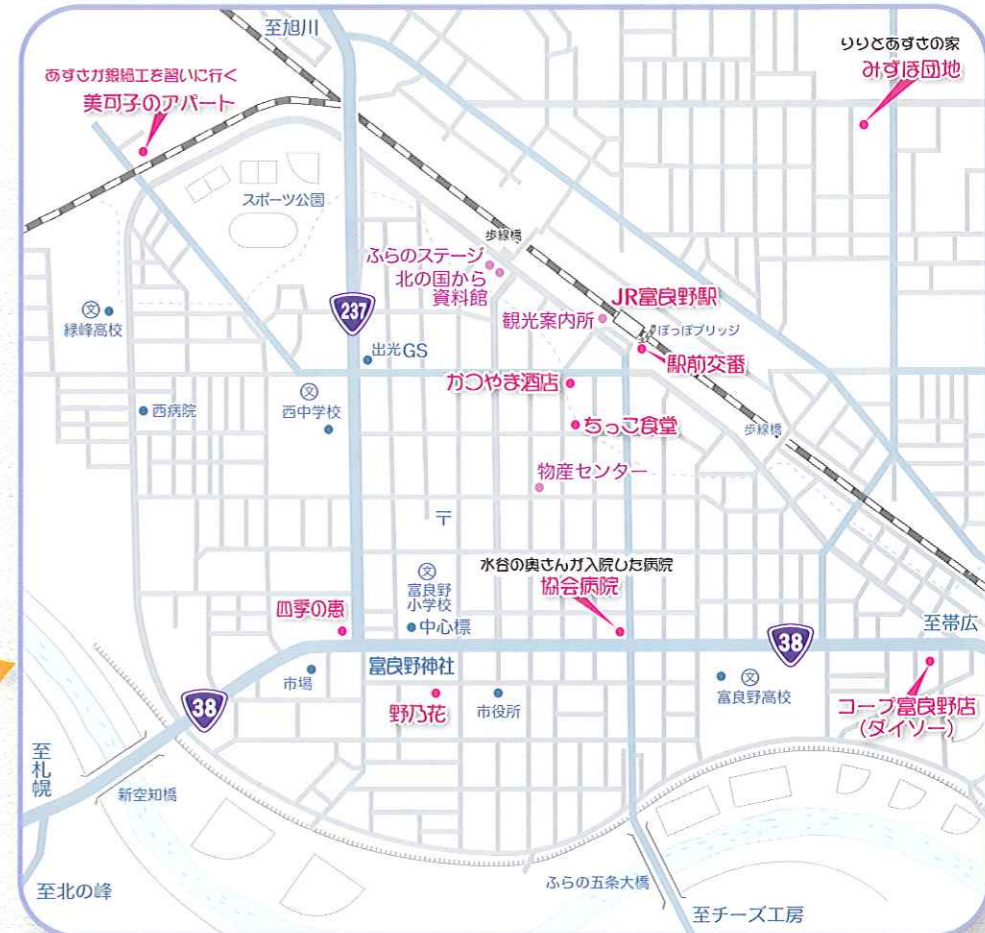 至旭川
りりとあずさの家
みずほ団地
あずさが銀細工を習いに行く
美可子のアパート
スポーツ公園
歩線橋
ふらのステージ
北の国から
資料館
JR富良野駅
観光案内所
ぽっぽブリッジ
駅前交番
237
文
緑峰高校
出光GS
かつやま酒店
文
西中学校
西病院
ちっこ食堂
歩線橋
物産センター
〒
水谷の奥さんが入院した病院
協会病院
文
富良野
小学校
四季の恵
中心標
至帯広
38
富良野神社
市場
38
野乃花
市役所
文
富良野高校
コープ富良野店
(ダイソー)
至札幌
新空知橋
ふらの五条大橋
至北の峰
至チーズ工房